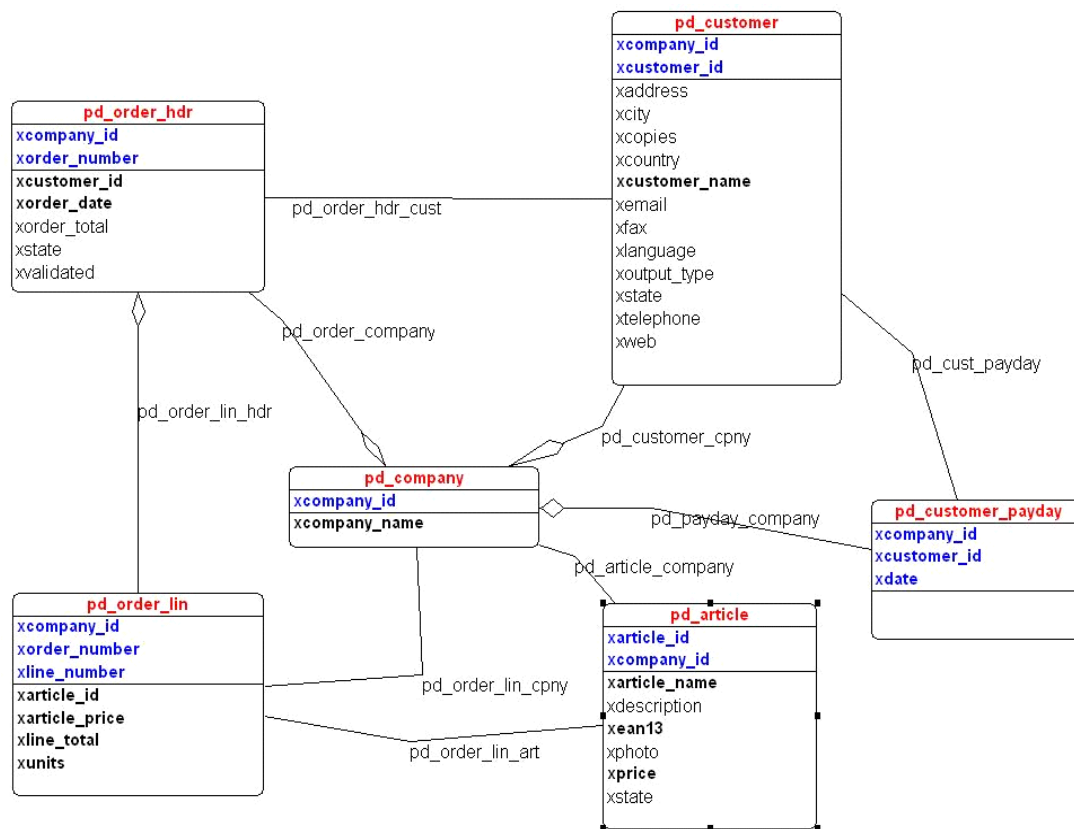 pd_customer
xcompany_id
xcustomer_id
xaddress
xcity
xcopies
xcountry
xcustomer_name
xemail
xfax
xlanguage
xoutput_type
xstate
xtelephone
xweb
pd_order_hdr
xcompany_id
xorder_number
xcustomer_id
xorder_date
xorder_total
xstate
xvalidated
pd_order_hdr_cust
pd_order_company
pd_cust_payday
pd_order_lin_hdr
pd_customer_cpny
pd_company
xcompany_id
xcompany_name
pd_payday_company
pd_customer_payday
xcompany_id
xcustomer_id
xdate
pd_article_company
pd_order_lin
xcompany_id
xorder_number
xline_number
xarticle_id
xarticle_price
xline_total
xunits
pd_order_lin_cpny
pd_order_lin_art
pd_article
xarticle_id
xcompany_id
xarticle_name
xdescription
xean13
xphoto
xprice
xstate